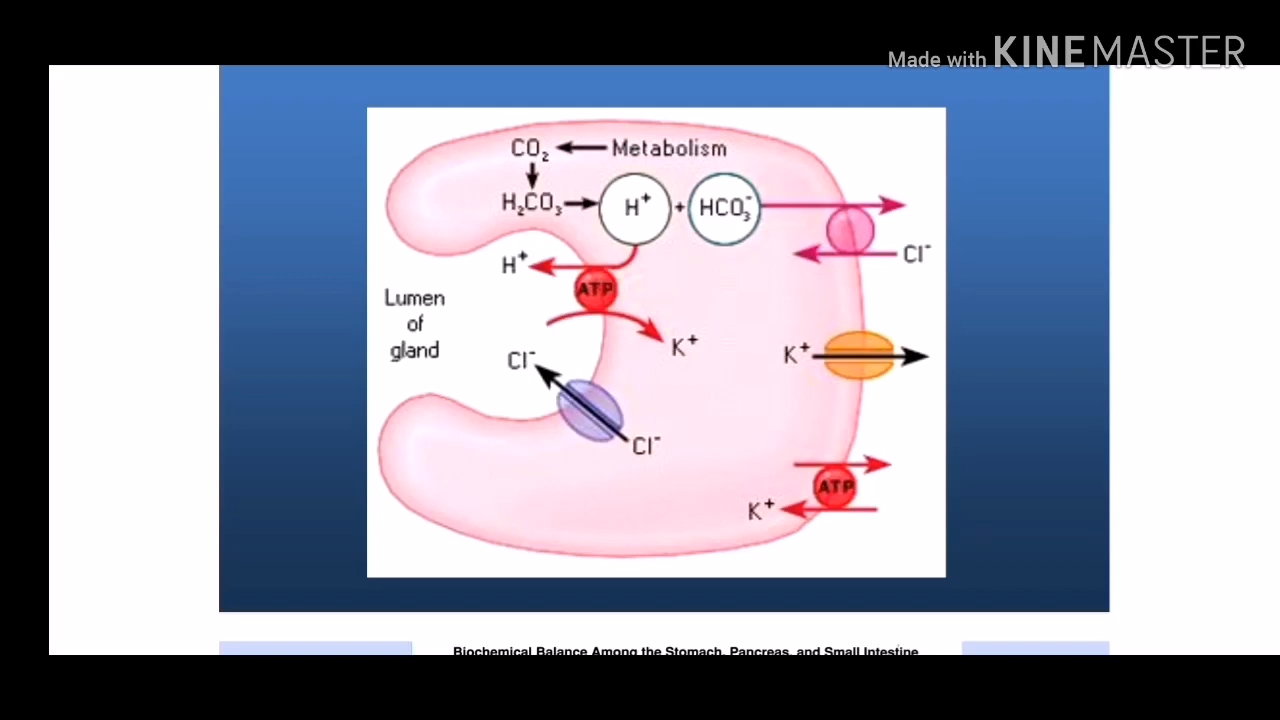 Made with KINEMASTER
CO₂ ← Metabolism
↓
H₂CO₃ → H⁺ + HCO₃⁻
Cl⁻
H⁺
ATP
Lumen
of
gland
K⁺
K⁺
Cl⁻
Cl⁻
ATP
K⁺
Biochemical Balance Among the Stomach, Pancreas, and Small Intestine